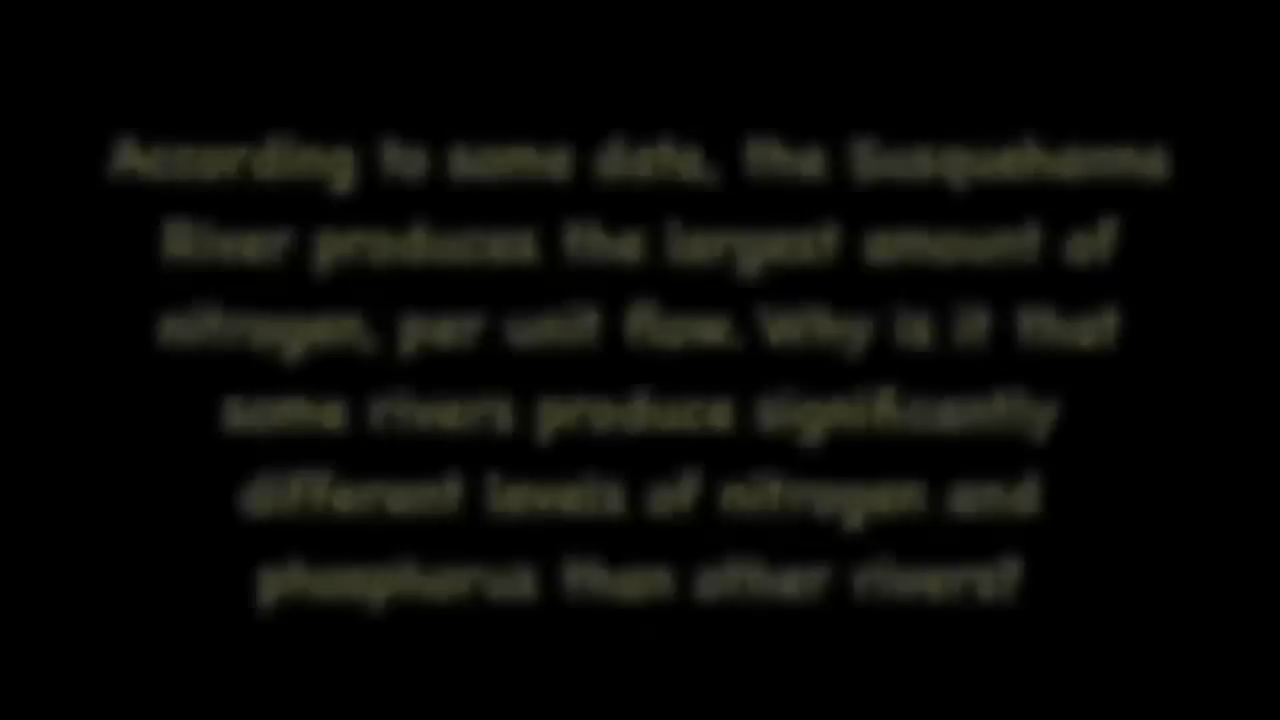 According to some data, the Susquehanna
River produces the largest amount of
nitrogen, per unit flow. Why is it that
some rivers produce significantly
different levels of nitrogen and
phosphorus than other rivers?